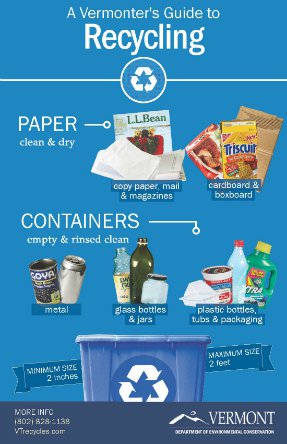 A Vermonter's Guide to
Recycling
PAPER
clean & dry
L.L.Bean
Triscuit
copy paper, mail
& magazines
cardboard &
boxboard
CONTAINERS
empty & rinsed clean
GOYA
XTRA
metal
glass bottles
& jars
plastic bottles,
tubs & packaging
MINIMUM SIZE
2 inches
MAXIMUM SIZE
2 feet
MORE INFO
(802) 828-1138
VTrecycles.com
VERMONT
DEPARTMENT OF ENVIRONMENTAL CONSERVATION